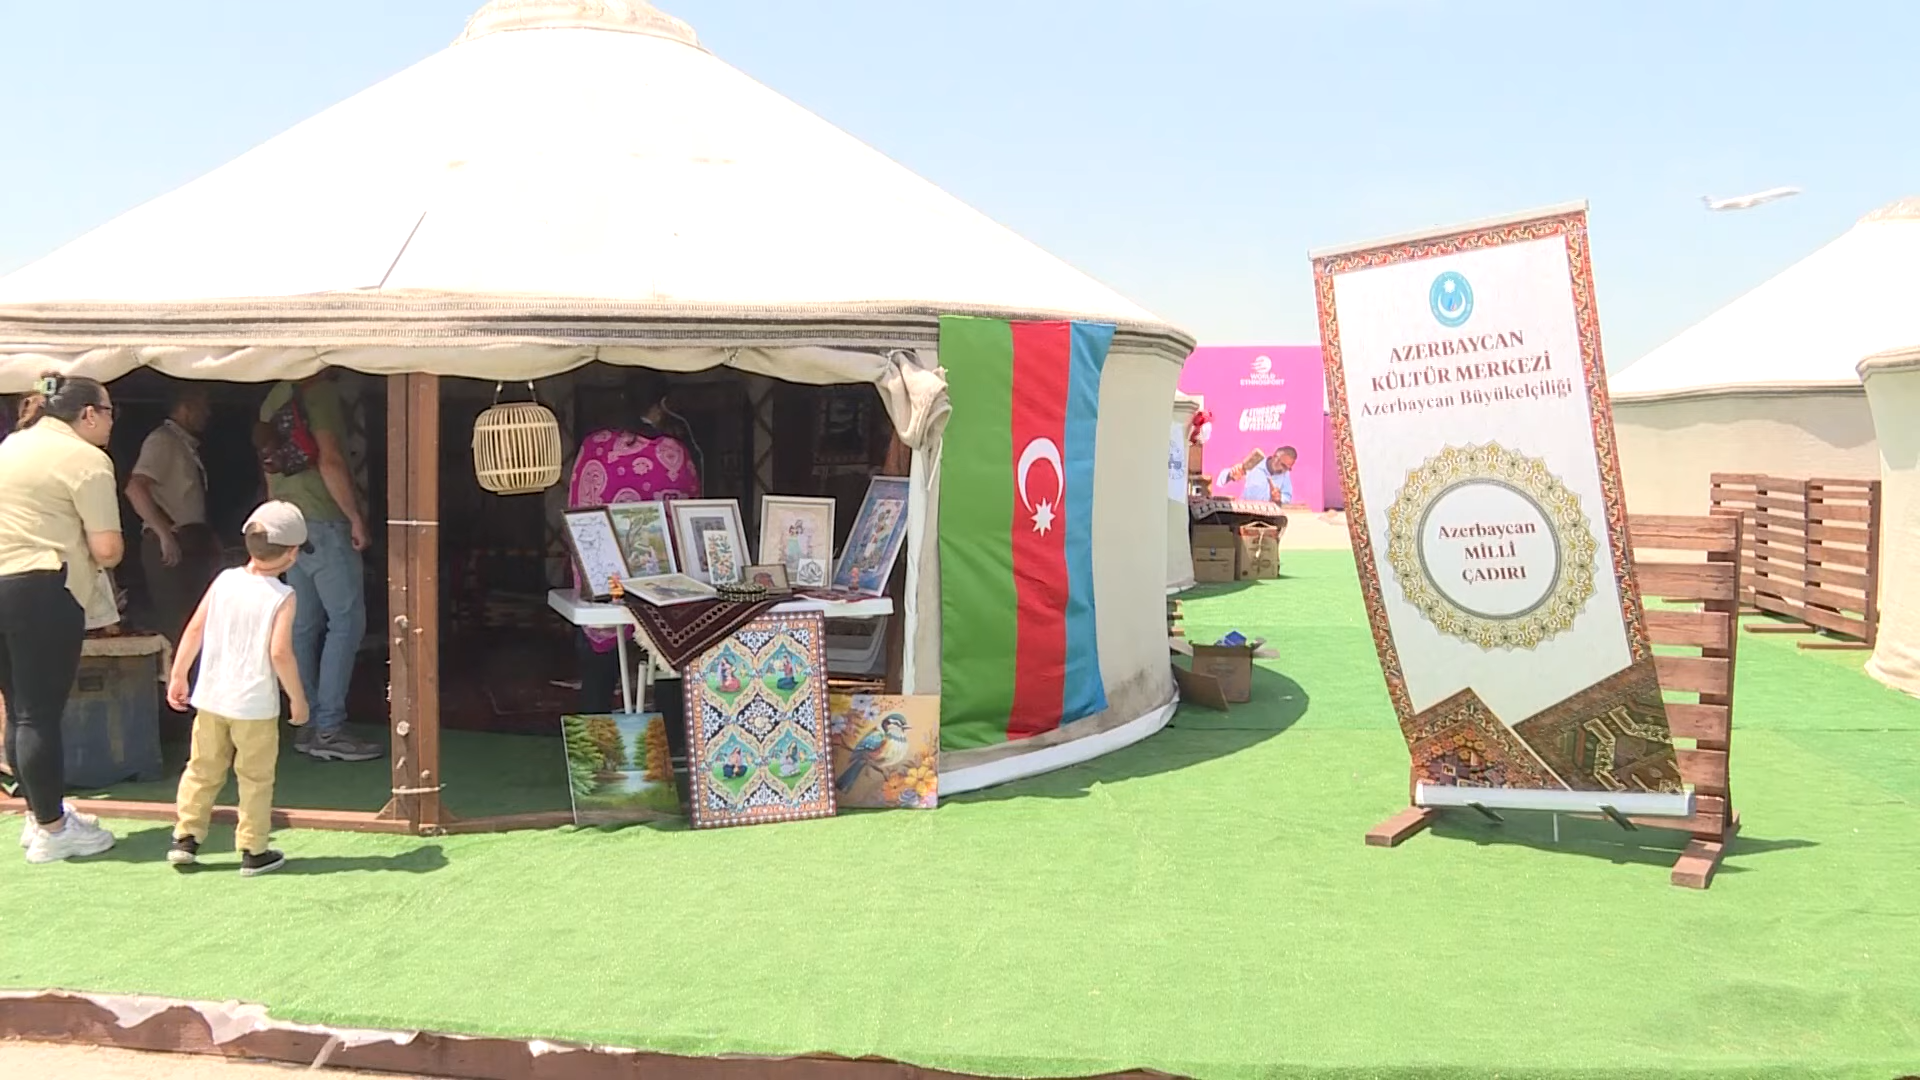 AZERBAYCAN
KÜLTÜR MERKEZİ
Azerbaycan Büyükelçiliği
Azerbaycan
MİLLİ
ÇADIRI
WORLD
ETHNOSPORT